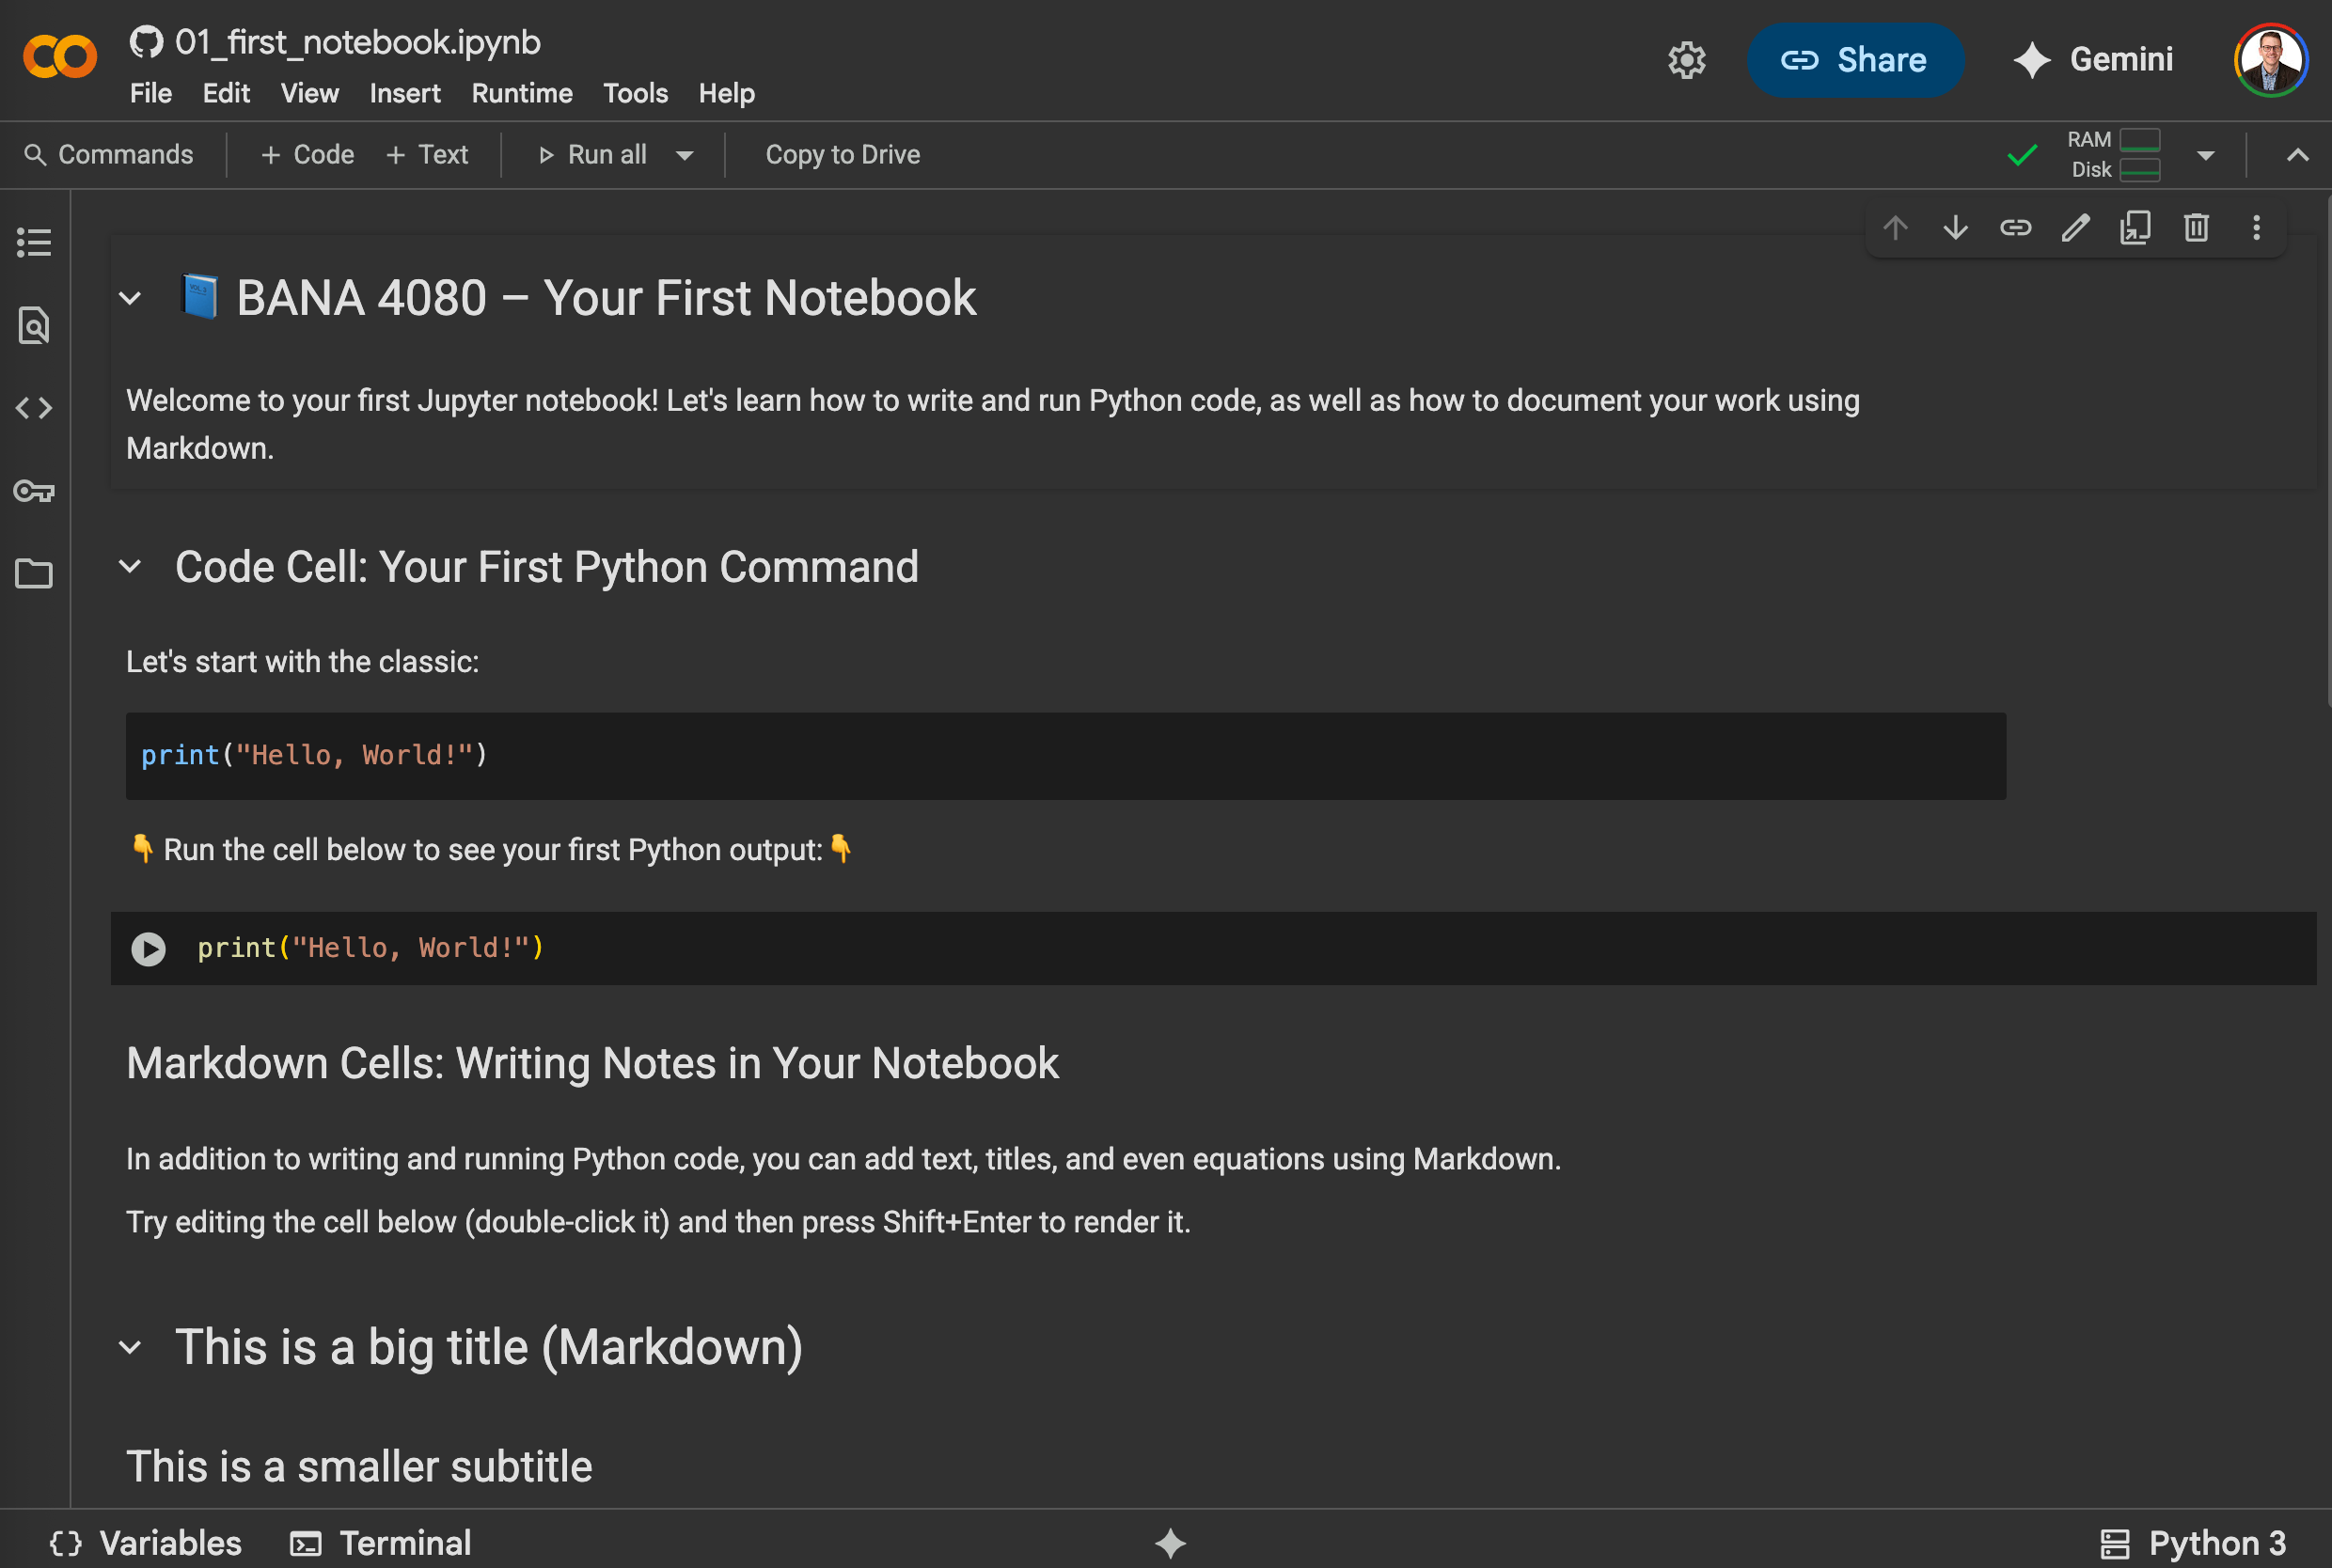 01_first_notebook.ipynb
File Edit View Insert Runtime Tools Help
Share
Gemini
Commands + Code + Text Run all Copy to Drive
RAM
Disk
BANA 4080 – Your First Notebook
Welcome to your first Jupyter notebook! Let's learn how to write and run Python code, as well as how to document your work using
Markdown.
Code Cell: Your First Python Command
Let's start with the classic:
print("Hello, World!")
👇 Run the cell below to see your first Python output:👇
print("Hello, World!")
Markdown Cells: Writing Notes in Your Notebook
In addition to writing and running Python code, you can add text, titles, and even equations using Markdown.
Try editing the cell below (double-click it) and then press Shift+Enter to render it.
This is a big title (Markdown)
This is a smaller subtitle
Variables Terminal Python 3